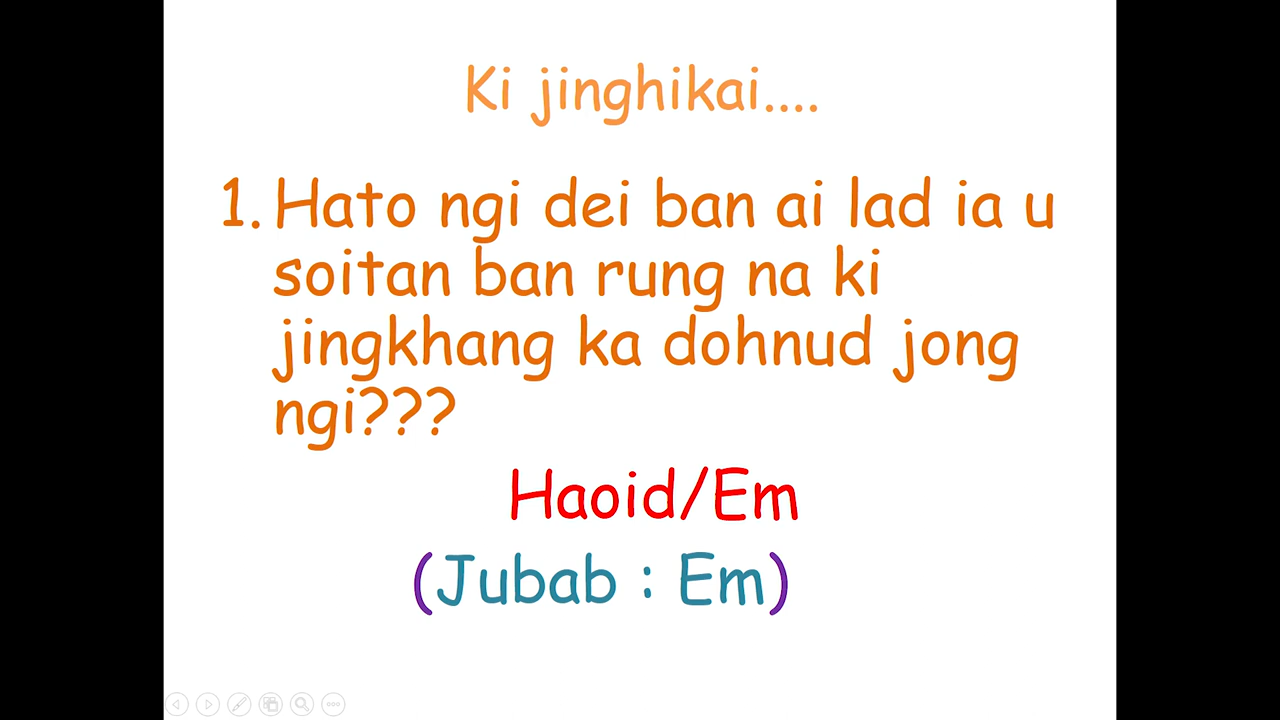 Ki jinghikai....
1. Hato ngi dei ban ai lad ia u
soitan ban rung na ki
jingkhang ka dohnud jong
ngi???
Haoid/Em
(Jubab : Em)